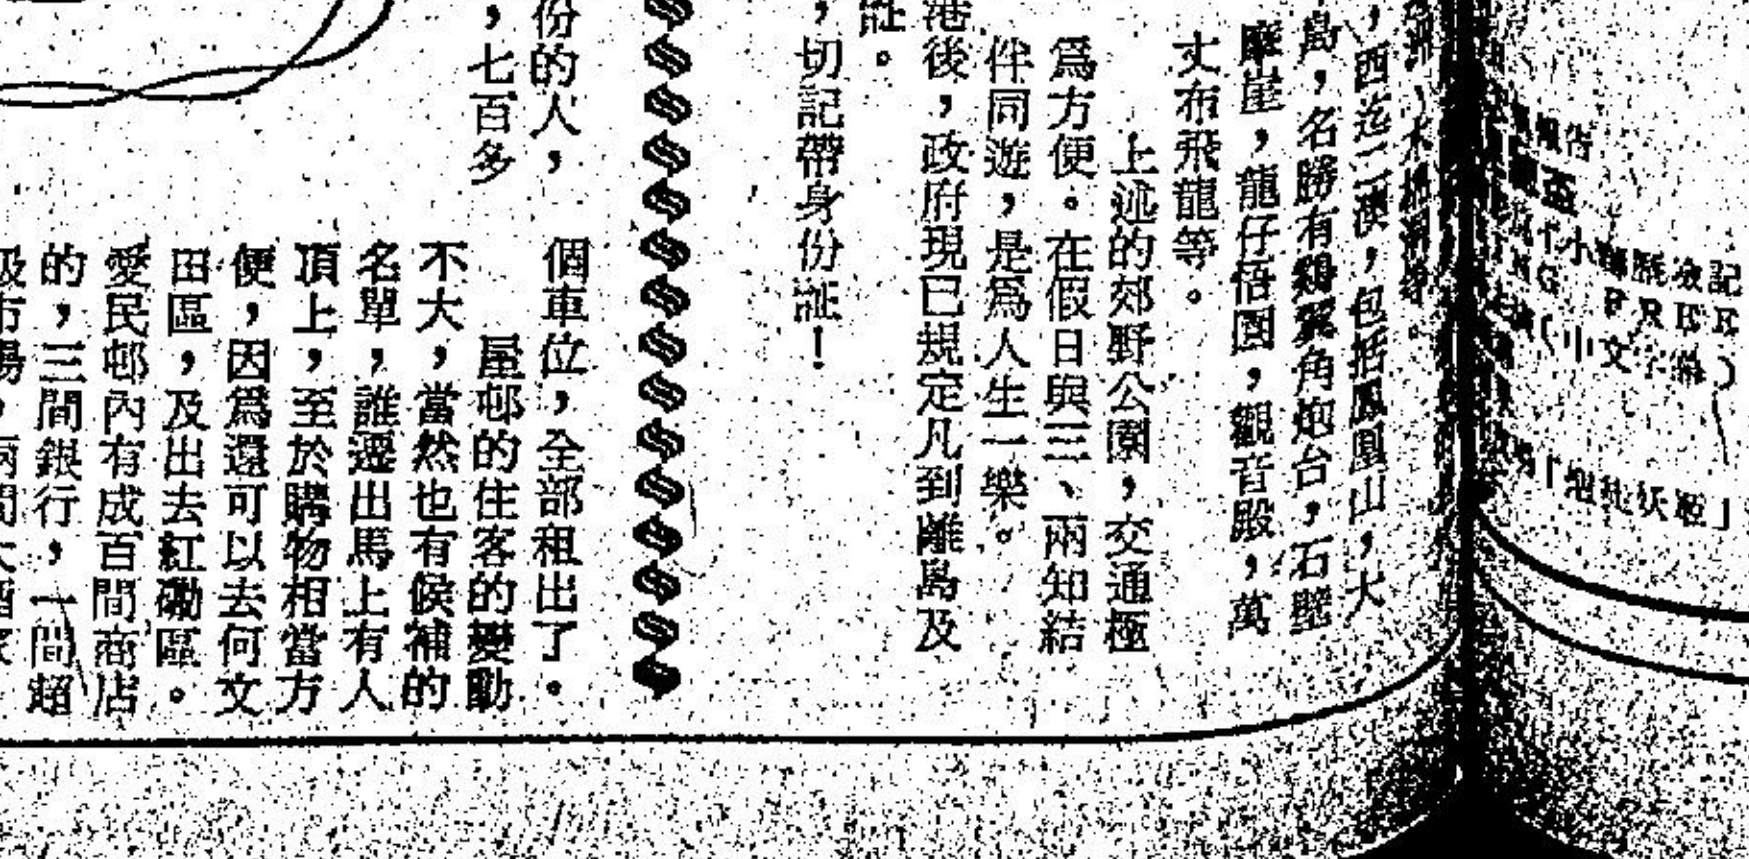 ，西迄二澳，包括鳳凰山，大
島，名勝有鷄翼角炮台，石壁
摩崖，龍仔悟園，觀音殿，萬
丈布飛龍等。
上述的郊野公園，交通極
爲方便。在假日與三、兩知結
伴同遊，是爲人生一樂。
港後，政府現已規定凡到離島及
証。
，切記帶身份証！
份的人，
，七百多
個車位，全部租出了。
屋邨的住客的變動
不大，當然也有候補的
名單，誰遷出馬上有人
頂上，至於購物相當方
便，因爲還可以去何文
田區，及出去紅磡區。
愛民邨內有成百間商店
的，三間銀行，一間超